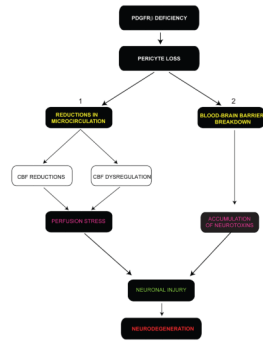 PDGFRβ DEFICIENCY
PERICYTE LOSS
1
2
REDUCTIONS IN
MICROCIRCULATION
BLOOD-BRAIN BARRIER
BREAKDOWN
CBF REDUCTIONS
CBF DYSREGULATION
PERFUSION STRESS
ACCUMULATION
OF NEUROTOXINS
NEURONAL INJURY
NEURODEGENERATION